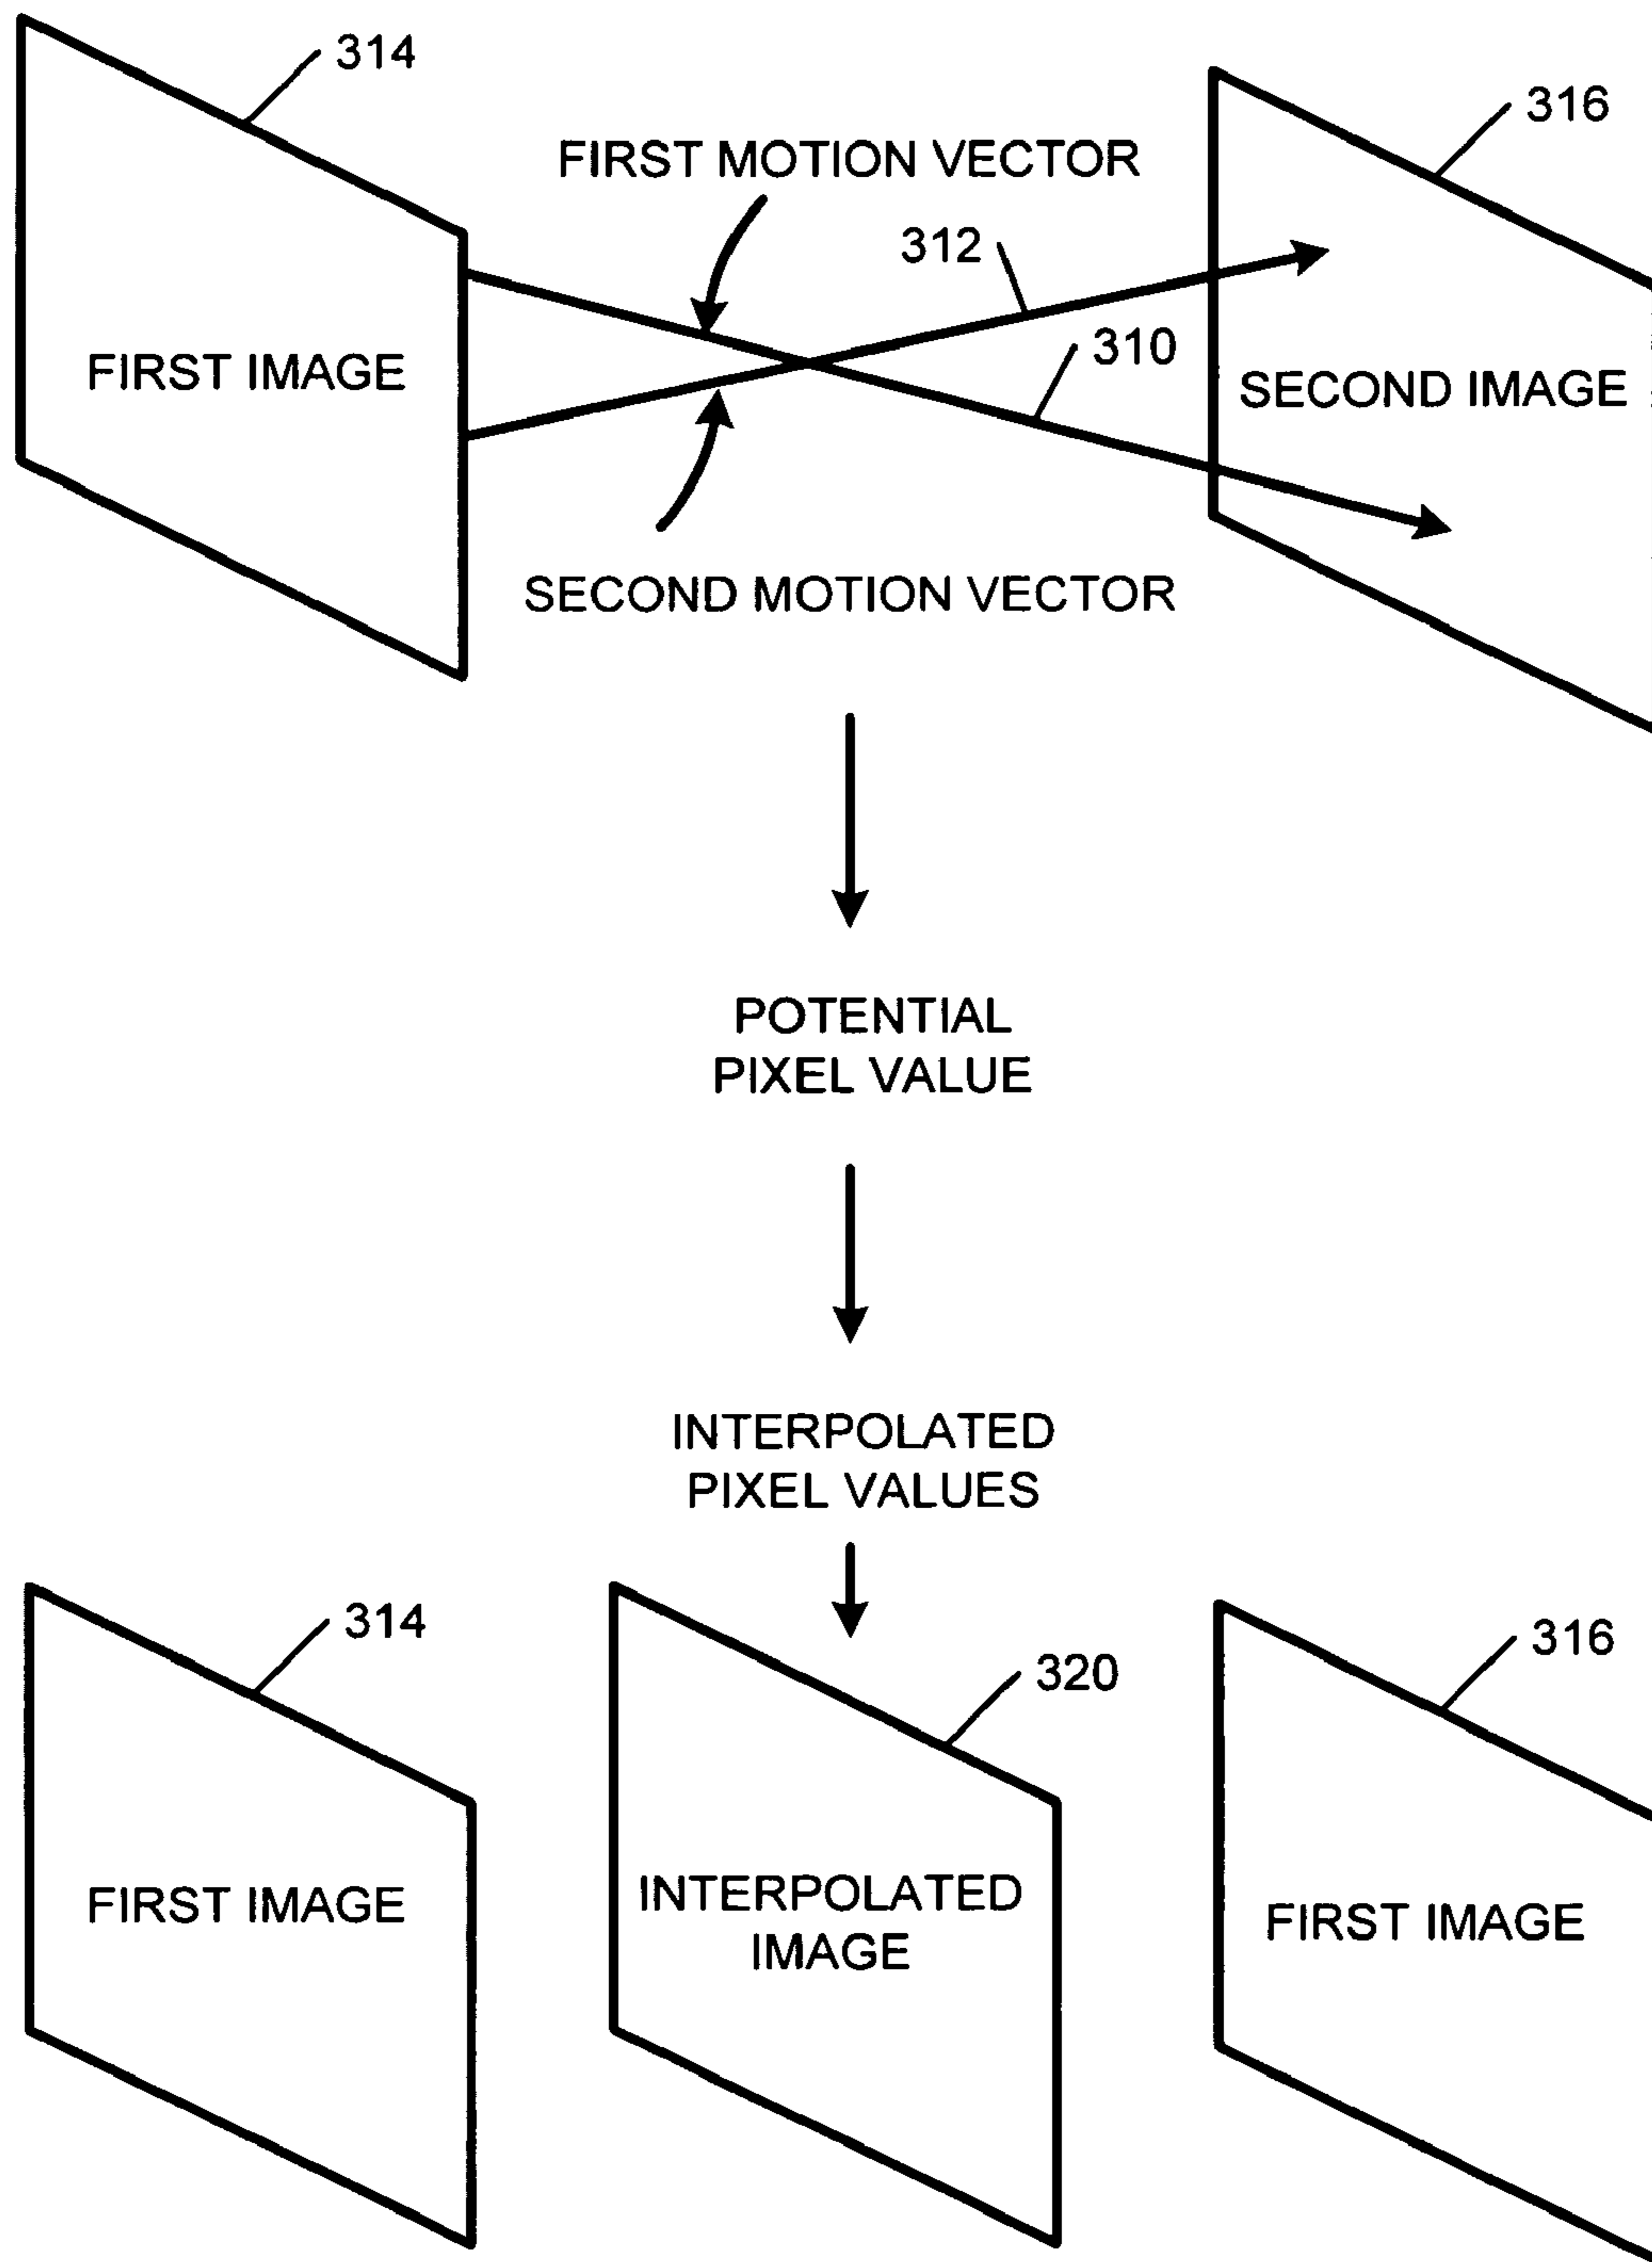 314
316
FIRST MOTION VECTOR
312
310
FIRST IMAGE
SECOND IMAGE
SECOND MOTION VECTOR
POTENTIAL
PIXEL VALUE
INTERPOLATED
PIXEL VALUES
314
316
320
FIRST IMAGE
INTERPOLATED
IMAGE
FIRST IMAGE